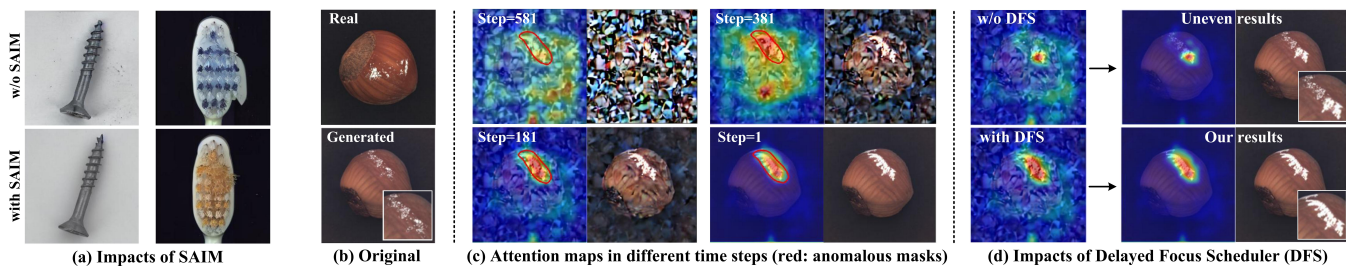 w/o SAIM
with SAIM
(a) Impacts of SAIM
Real
Generated
(b) Original
Step=581
Step=381
Step=181
Step=1
(c) Attention maps in different time steps (red: anomalous masks)
w/o DFS
Uneven results
with DFS
Our results
(d) Impacts of Delayed Focus Scheduler (DFS)